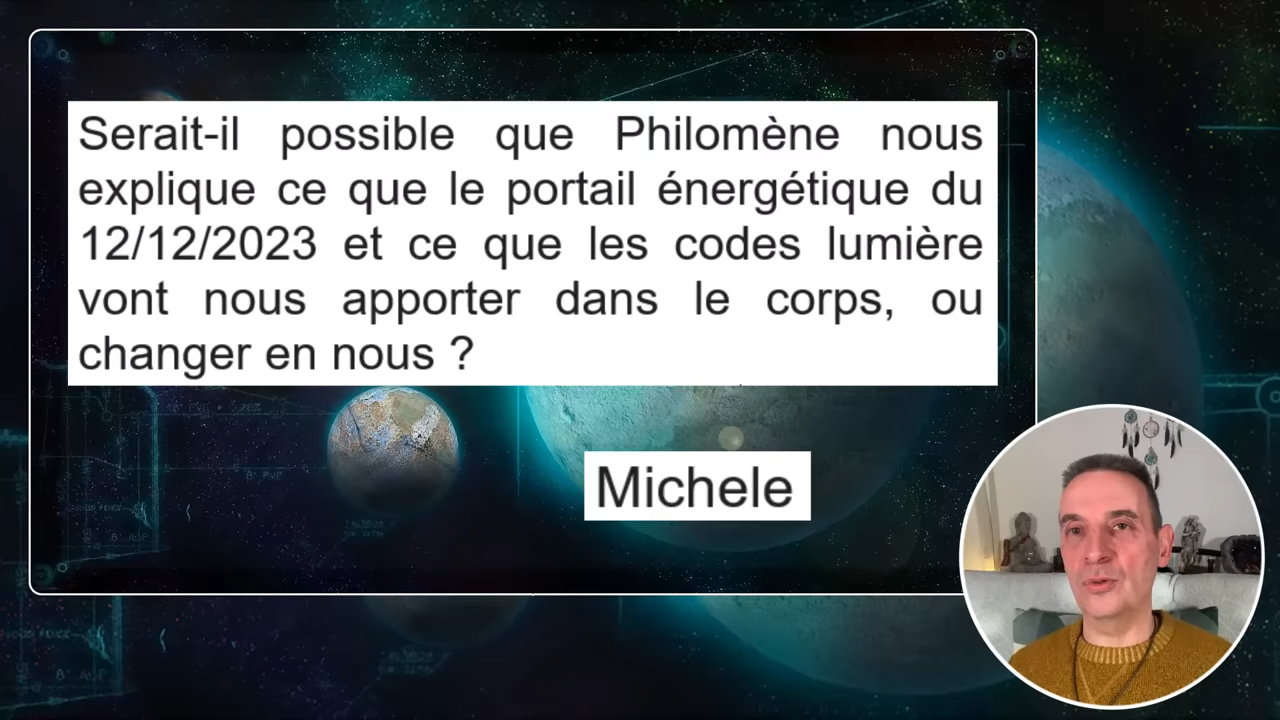 Serait-il possible que Philomène nous
explique ce que le portail énergétique du
12/12/2023 et ce que les codes lumière
vont nous apporter dans le corps, ou
changer en nous ?
Michele